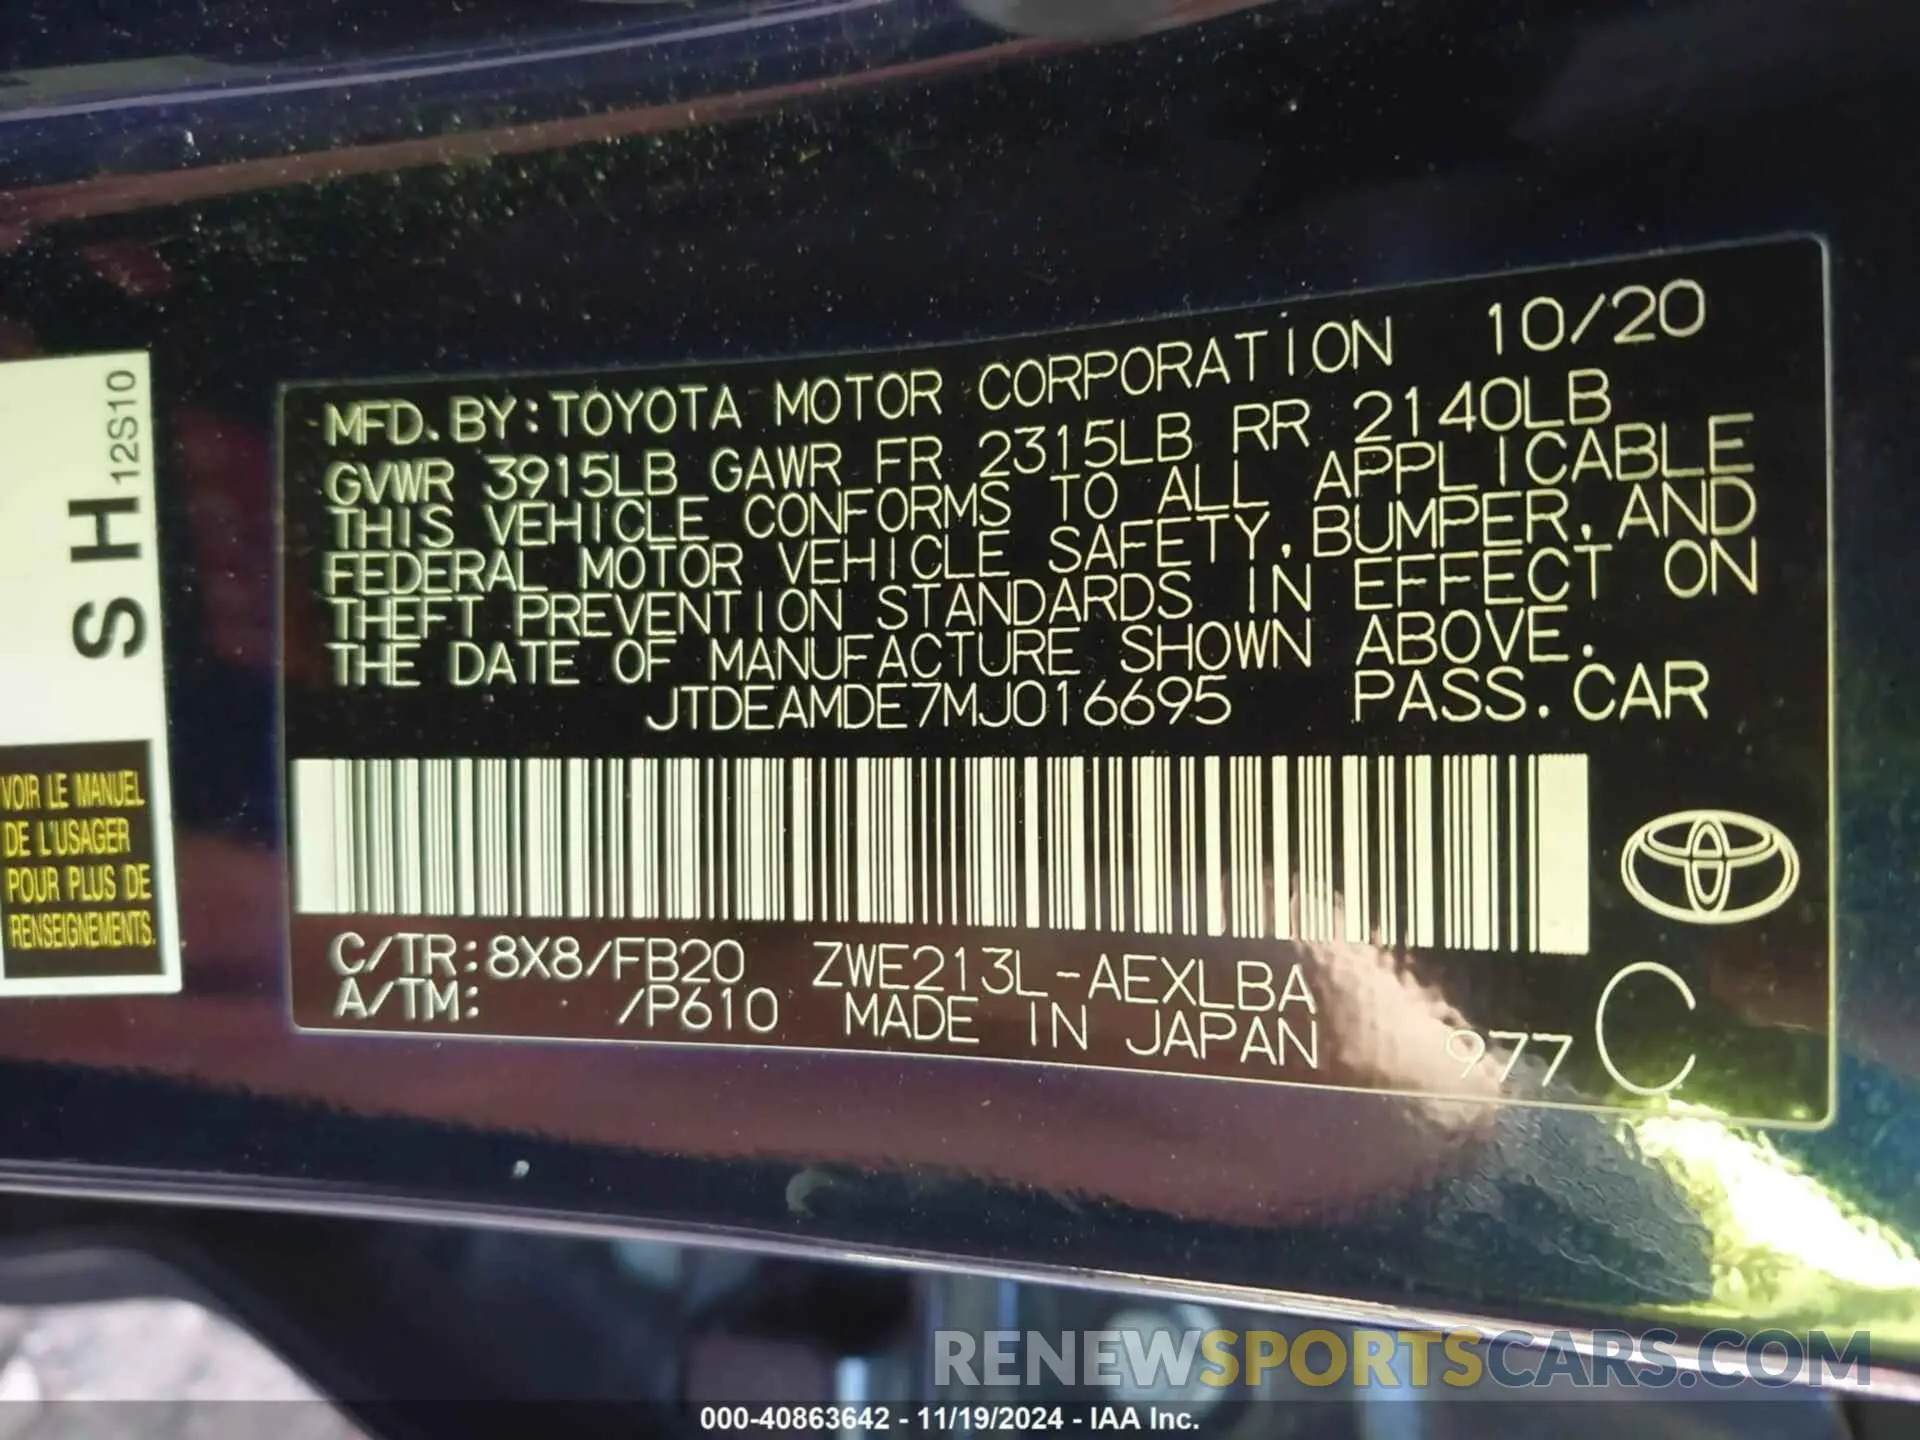 MFD. BY: TOYOTA MOTOR CORPORATION 10/20
GVWR 3915LB GAWR FR 2315LB RR 2140LB
THIS VEHICLE CONFORMS TO ALL APPLICABLE
FEDERAL MOTOR VEHICLE SAFETY, BUMPER, AND
THEFT PREVENTION STANDARDS IN EFFECT ON
THE DATE OF MANUFACTURE SHOWN ABOVE.
JTDEAMDE7MJ016695 PASS. CAR
C/TR: 8X8/FB20 ZWE213L-AEXLBA
A/TM: /P610 MADE IN JAPAN 977 C
SH 12S10
VOIR LE MANUEL
DE L'USAGER
POUR PLUS DE
RENSEIGNEMENTS.
RENEWSPORTSCARS.COM
000-40863642 - 11/19/2024 - IAA Inc.